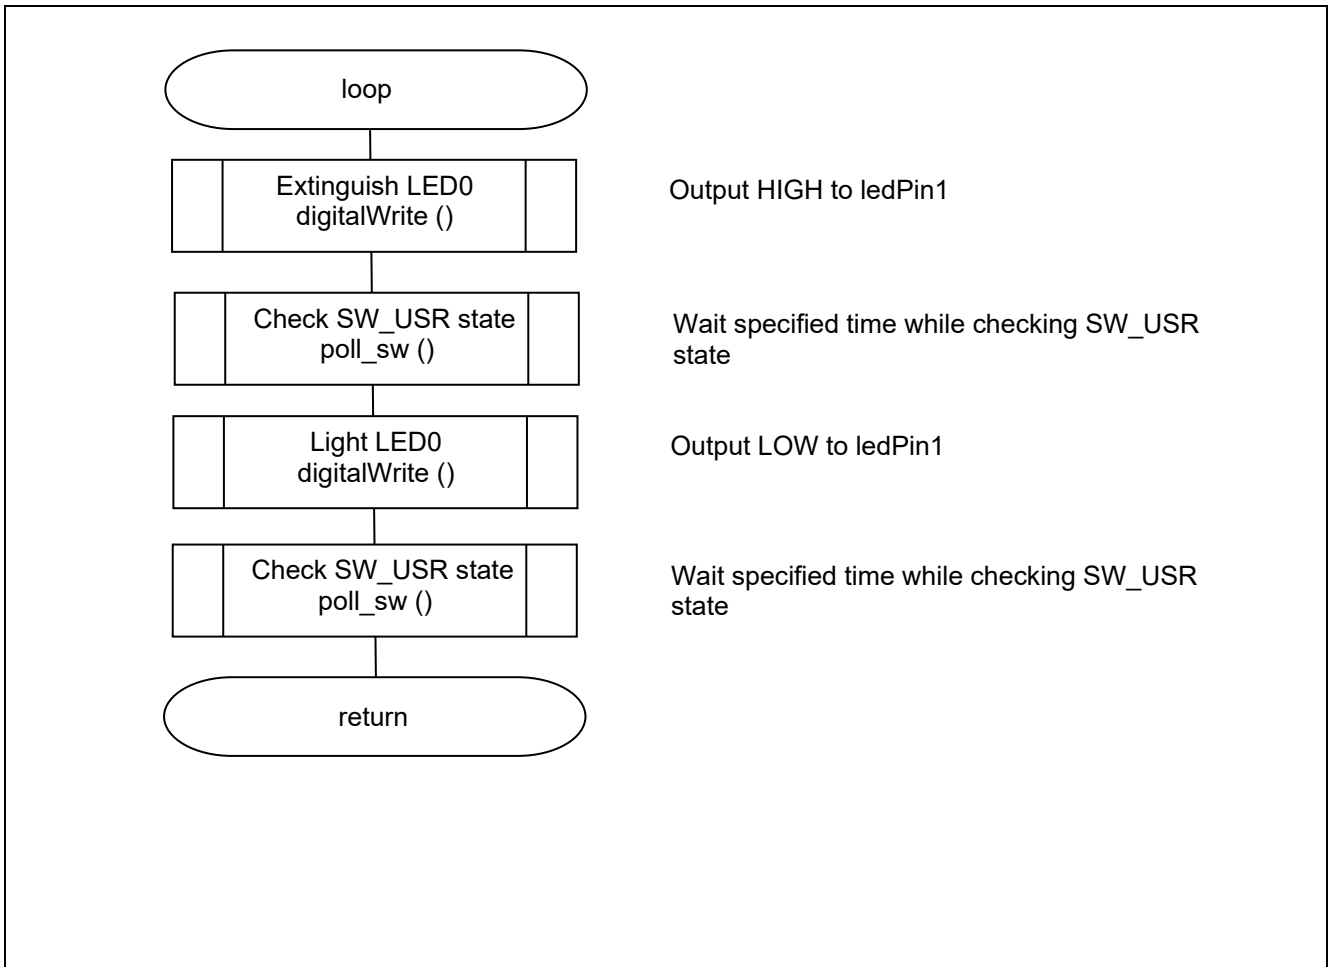 loop
Extinguish LED0
digitalWrite ()
Output HIGH to ledPin1
Check SW_USR state
poll_sw ()
Wait specified time while checking SW_USR
state
Light LED0
digitalWrite ()
Output LOW to ledPin1
Check SW_USR state
poll_sw ()
Wait specified time while checking SW_USR
state
return